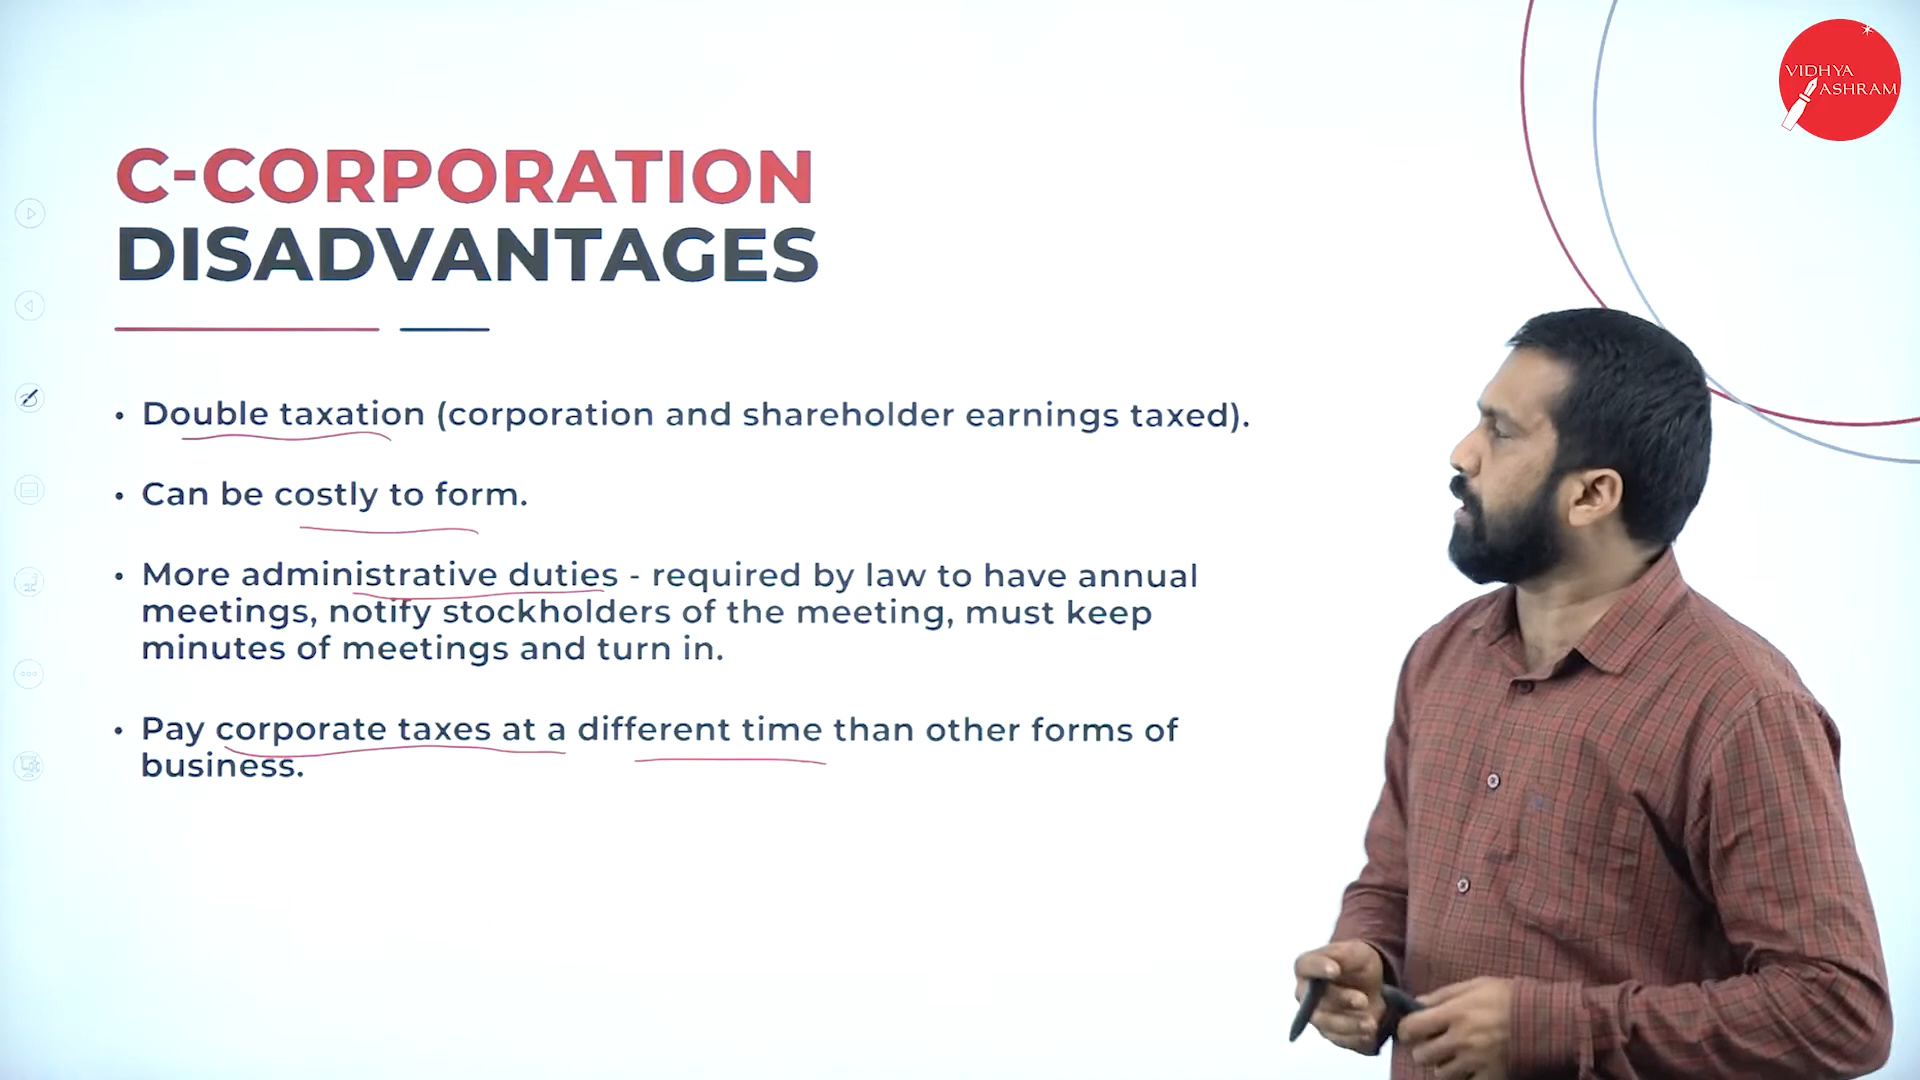 VIDHYA
ASHRAM
C-CORPORATION
DISADVANTAGES
• Double taxation (corporation and shareholder earnings taxed).
• Can be costly to form.
• More administrative duties - required by law to have annual
meetings, notify stockholders of the meeting, must keep
minutes of meetings and turn in.
• Pay corporate taxes at a different time than other forms of
business.